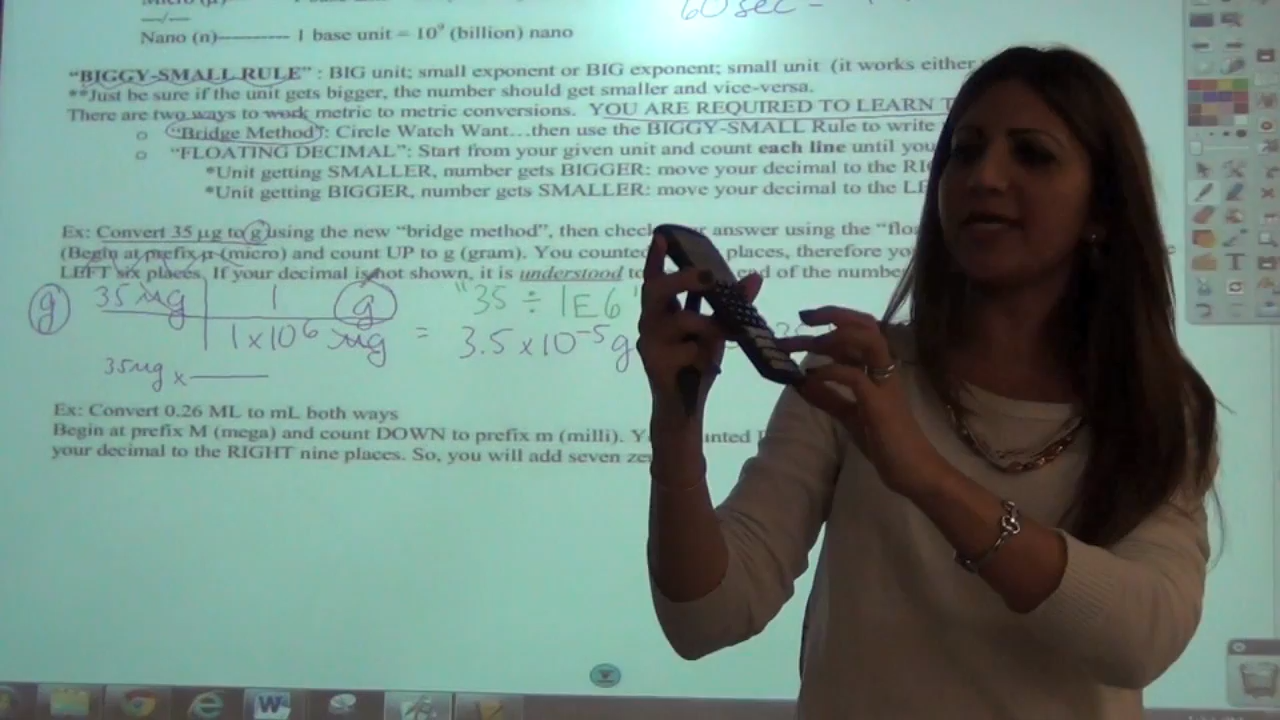 60 sec =
Nano (n)---------- 1 base unit = 10⁹ (billion) nano
"BIGGY-SMALL RULE" : BIG unit; small exponent or BIG exponent; small unit (it works either
**Just be sure if the unit gets bigger, the number should get smaller and vice-versa.
There are two ways to work metric to metric conversions. YOU ARE REQUIRED TO LEARN
o "Bridge Method": Circle Watch Want…then use the BIGGY-SMALL Rule to write
o "FLOATING DECIMAL": Start from your given unit and count each line until you
*Unit getting SMALLER, number gets BIGGER: move your decimal to the
*Unit getting BIGGER, number gets SMALLER: move your decimal to the
Ex: Convert 35 µg to g using the new "bridge method", then check answer using the
(Begin at prefix µ (micro) and count UP to g (gram). You counted places, therefore
LEFT six places. If your decimal is not shown, it is understood to end of the number
g 35 µg 1 g "35 ÷ 1E6"
1x10⁶ µg = 3.5 x 10⁻⁵ g
35µg x
Ex: Convert 0.26 ML to mL both ways
Begin at prefix M (mega) and count DOWN to prefix m (milli).
your decimal to the RIGHT nine places. So, you will add seven